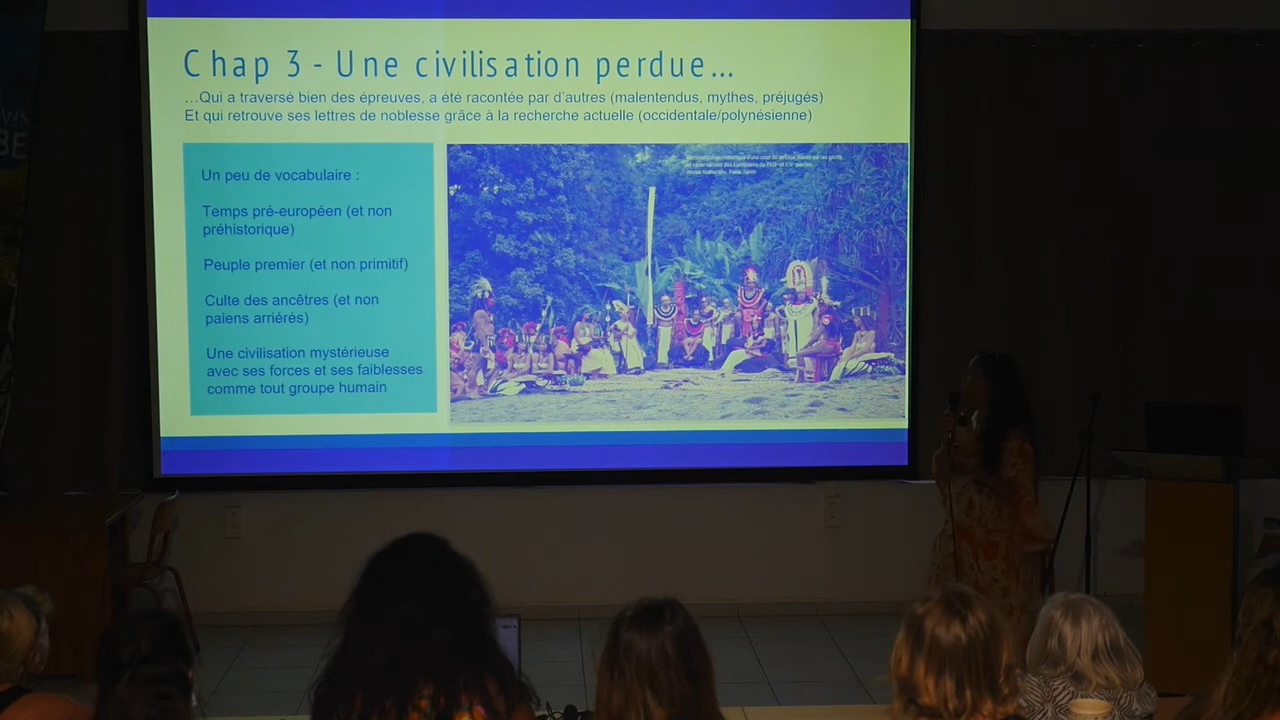 Chap 3 - Une civilisation perdue...
...Qui a traversé bien des épreuves, a été racontée par d'autres (malentendus, mythes, préjugés)
Et qui retrouve ses lettres de noblesse grâce à la recherche actuelle (occidentale/polynésienne)
Un peu de vocabulaire :
Temps pré-européen (et non
préhistorique)
Peuple premier (et non primitif)
Culte des ancêtres (et non
paiens arriérés)
Une civilisation mystérieuse
avec ses forces et ses faiblesses
comme tout groupe humain